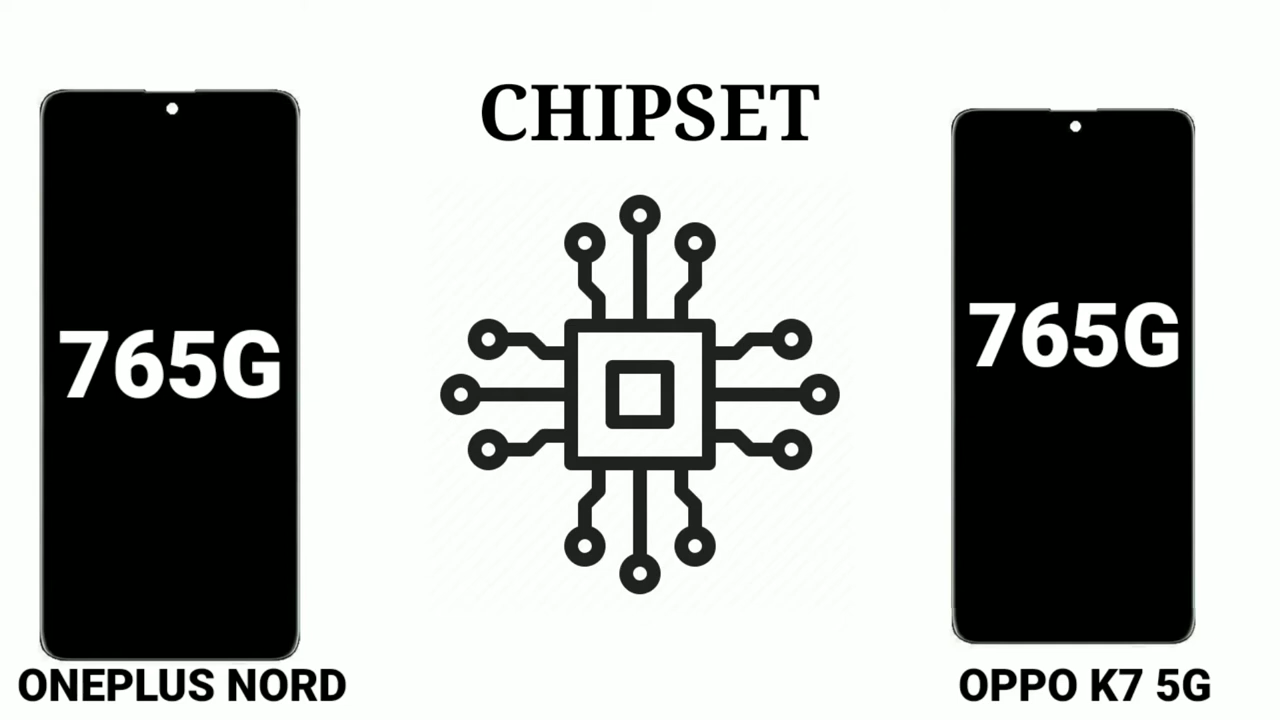 CHIPSET
765G
765G
ONEPLUS NORD
OPPO K7 5G